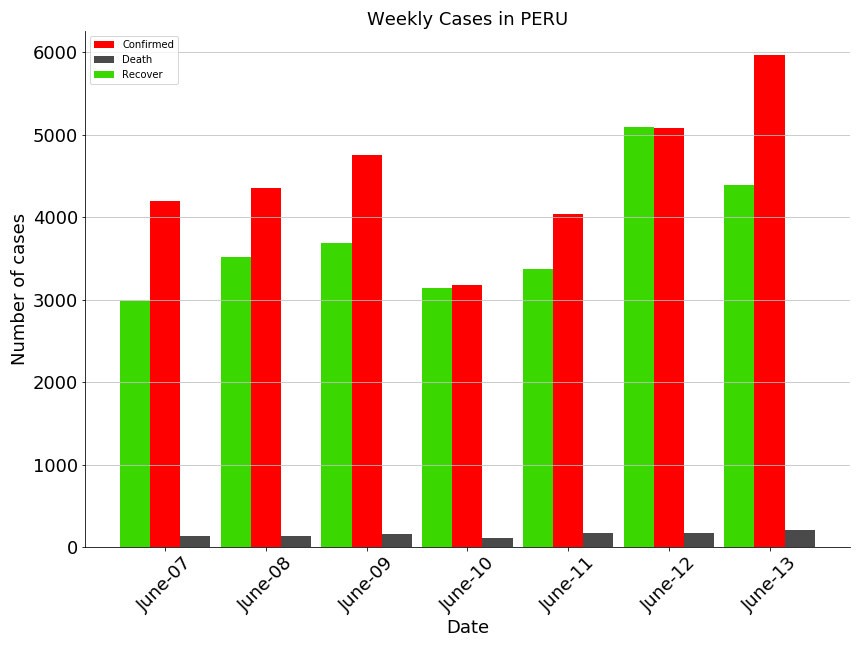 Weekly Cases in PERU
Confirmed
Death
Recover
Number of cases
6000
5000
4000
3000
2000
1000
0
June-07
June-08
June-09
June-10
June-11
June-12
June-13
Date